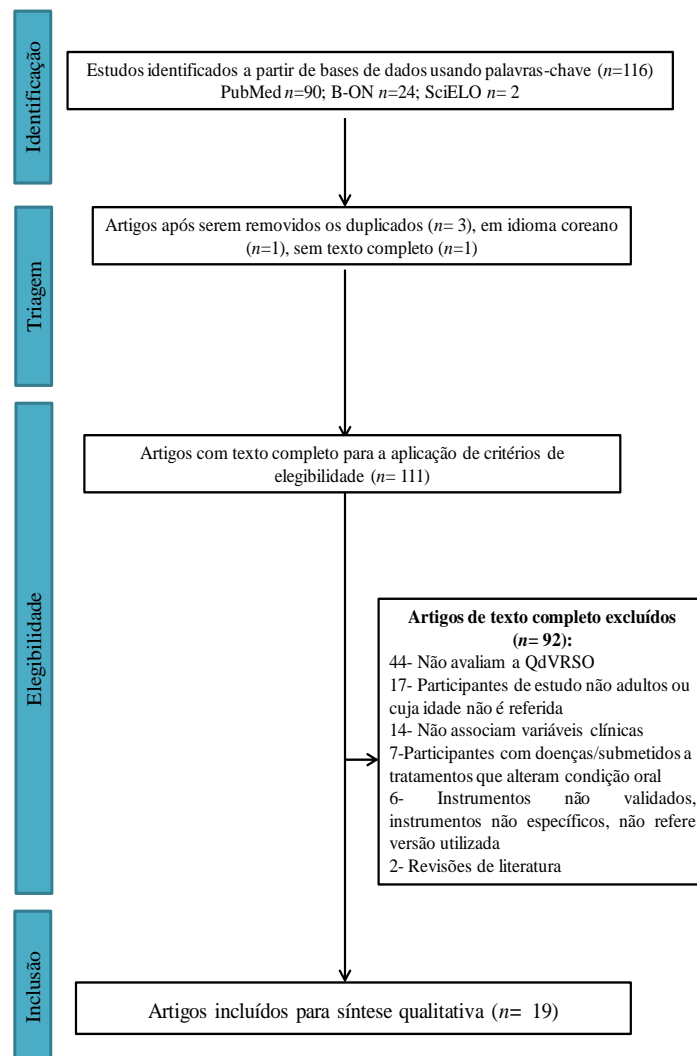 Identificação
Estudos identificados a partir de bases de dados usando palavras-chave (n=116)
PubMed n=90; B-ON n=24; SciELO n= 2
Triagem
Artigos após serem removidos os duplicados (n= 3), em idioma coreano
(n=1), sem texto completo (n=1)
Elegibilidade
Artigos com texto completo para a aplicação de critérios de
elegibilidade (n= 111)
Artigos de texto completo excluídos
(n= 92):
44- Não avaliam a QdVRSO
17- Participantes de estudo não adultos ou
cuja idade não é referida
14- Não associam variáveis clínicas
7-Participantes com doenças/submetidos a
tratamentos que alteram condição oral
6- Instrumentos não validados,
instrumentos não específicos, não refere
versão utilizada
2- Revisões de literatura
Inclusão
Artigos incluídos para síntese qualitativa (n= 19)